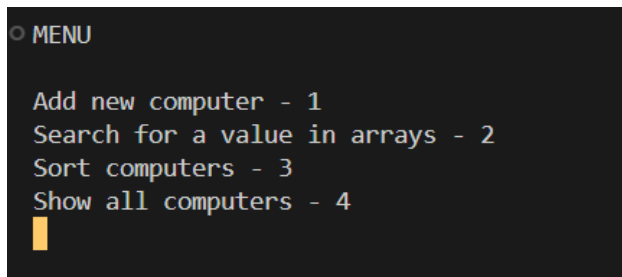 MENU
Add new computer - 1
Search for a value in arrays - 2
Sort computers - 3
Show all computers - 4